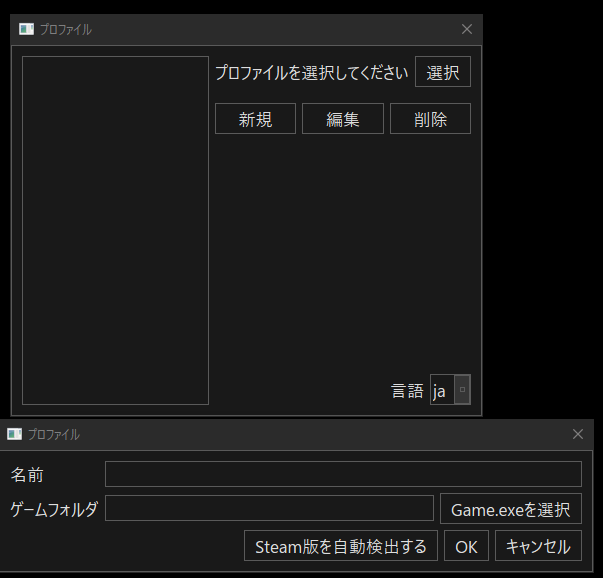 プロファイル
プロファイルを選択してください 選択
新規 編集 削除
言語 ja
プロファイル
名前
ゲームフォルダ Game.exeを選択
Steam版を自動検出する OK キャンセル